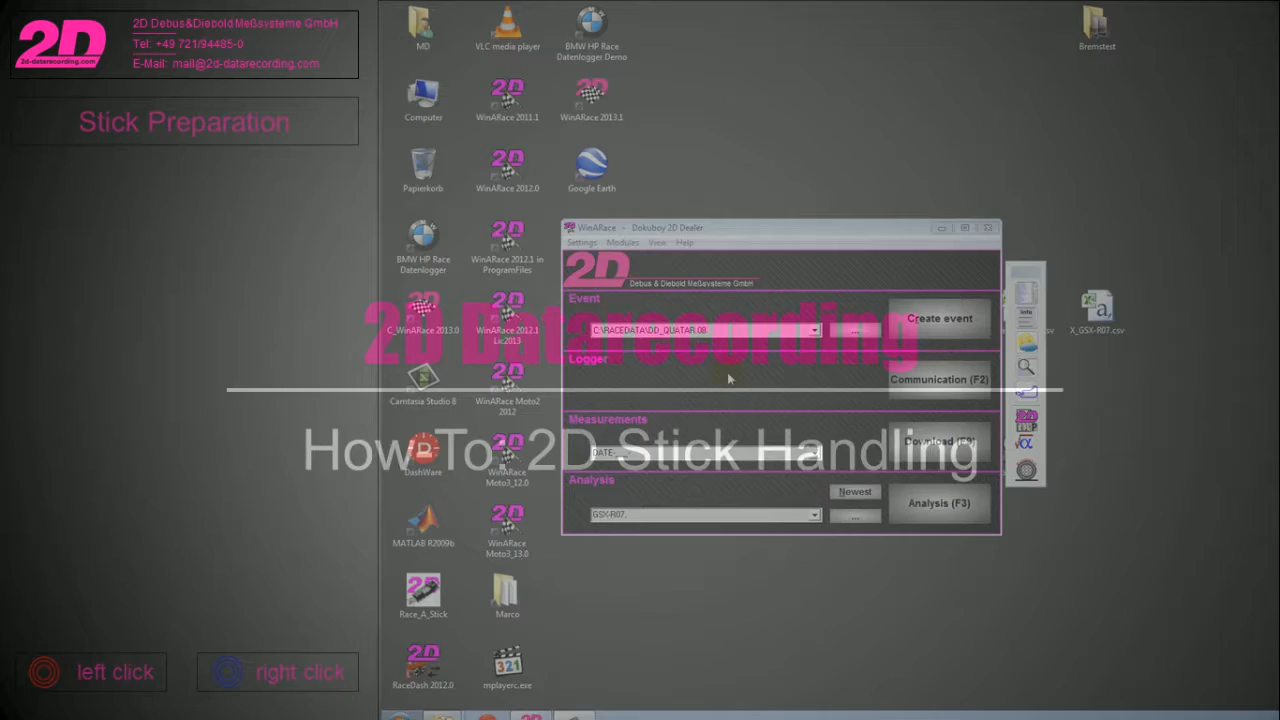 2D
2d-datarecording.com
2D Debus&Diebold Meßsysteme GmbH
Tel: +49 721/94485-0
E-Mail: mail@2d-datarecording.com
Stick Preparation
left click
right click
MD
VLC media player
BMW HP Race Datenlogger Demo
Bremstest
Computer
WinARace 2011.1
WinARace 2013.1
Papierkorb
WinARace 2012.0
Google Earth
BMW HP Race Datenlogger
WinARace 2012.1 in ProgramFiles
C_WinARace 2013.0
WinARace 2012.1 Lic2013
Camtasia Studio 8
WinARace Moto2 2012
DashWare
WinARace Moto3_12.0
MATLAB R2009b
WinARace Moto3_13.0
Race_A_Stick
Marco
RaceDash 2012.0
mplayerc.exe
X_GSX-R07.csv
WinARace - Dokuboy 2D Dealer
Settings Modules View Help
2D
Debus & Diebold Meßsysteme GmbH
Event
C:\RACEDATA\DD_QUATAR.08
...
Create event
Logger
Communication (F2)
Measurements
DATE-
Download (F9)
Analysis
Newest
GSX-R07.
...
Analysis (F3)
Info
2D Datarecording
How To: 2D-Stick Handling